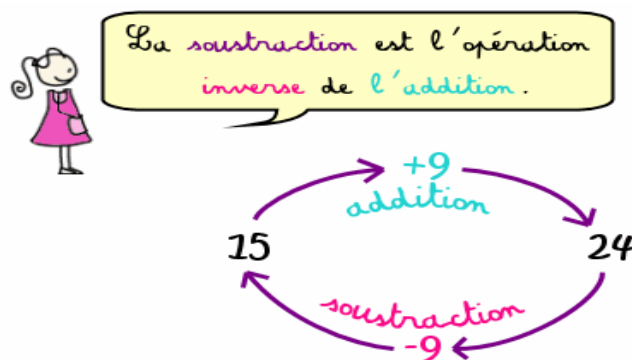 La soustraction est l'opération
inverse de l'addition.
+9
addition
15
24
soustraction
-9